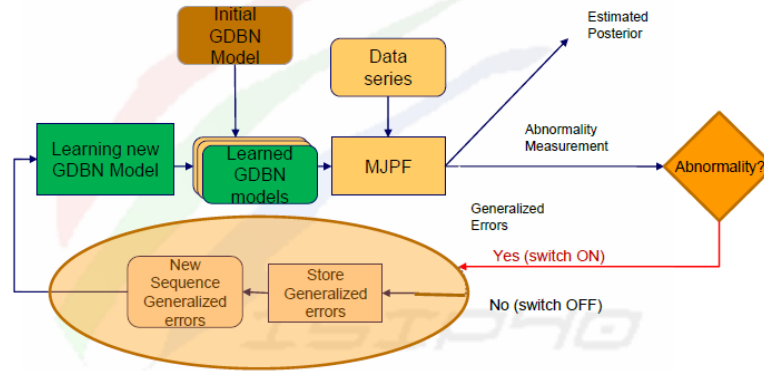 Initial
GDBN
Model
Estimated
Posterior
Data
series
Learning new
GDBN Model
Learned
GDBN
models
MJPF
Abnormality
Measurement
Abnormality?
Generalized
Errors
Yes (switch ON)
No (switch OFF)
New
Sequence
Generalized
errors
Store
Generalized
errors
ISIP40